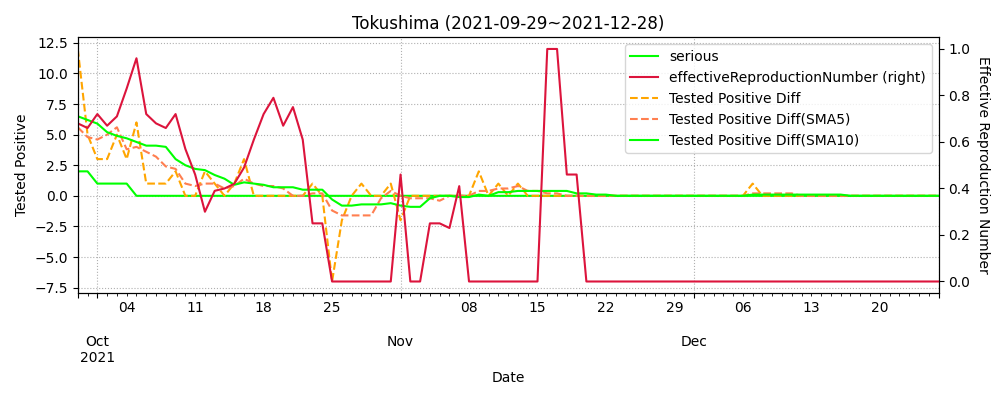 Tokushima (2021-09-29~2021-12-28)
12.5
10.0
7.5
5.0
2.5
0.0
−2.5
−5.0
−7.5
Tested Positive
serious
effectiveReproductionNumber (right)
Tested Positive Diff
Tested Positive Diff(SMA5)
Tested Positive Diff(SMA10)
1.0
0.8
0.6
0.4
0.2
0.0
Effective Reproduction Number
04 11 18 25 08 15 22 29 06 13 20
Oct Nov Dec
2021
Date